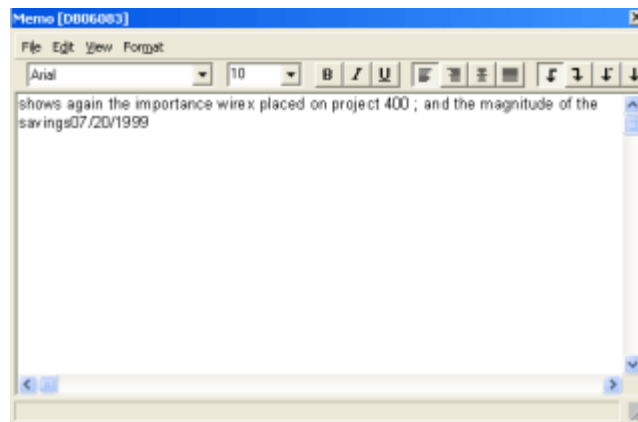 Memo [DB06083]
File Edit View Format
Arial 10 B I U
shows again the importance wirex placed on project 400 ; and the magnitude of the
savings07/20/1999